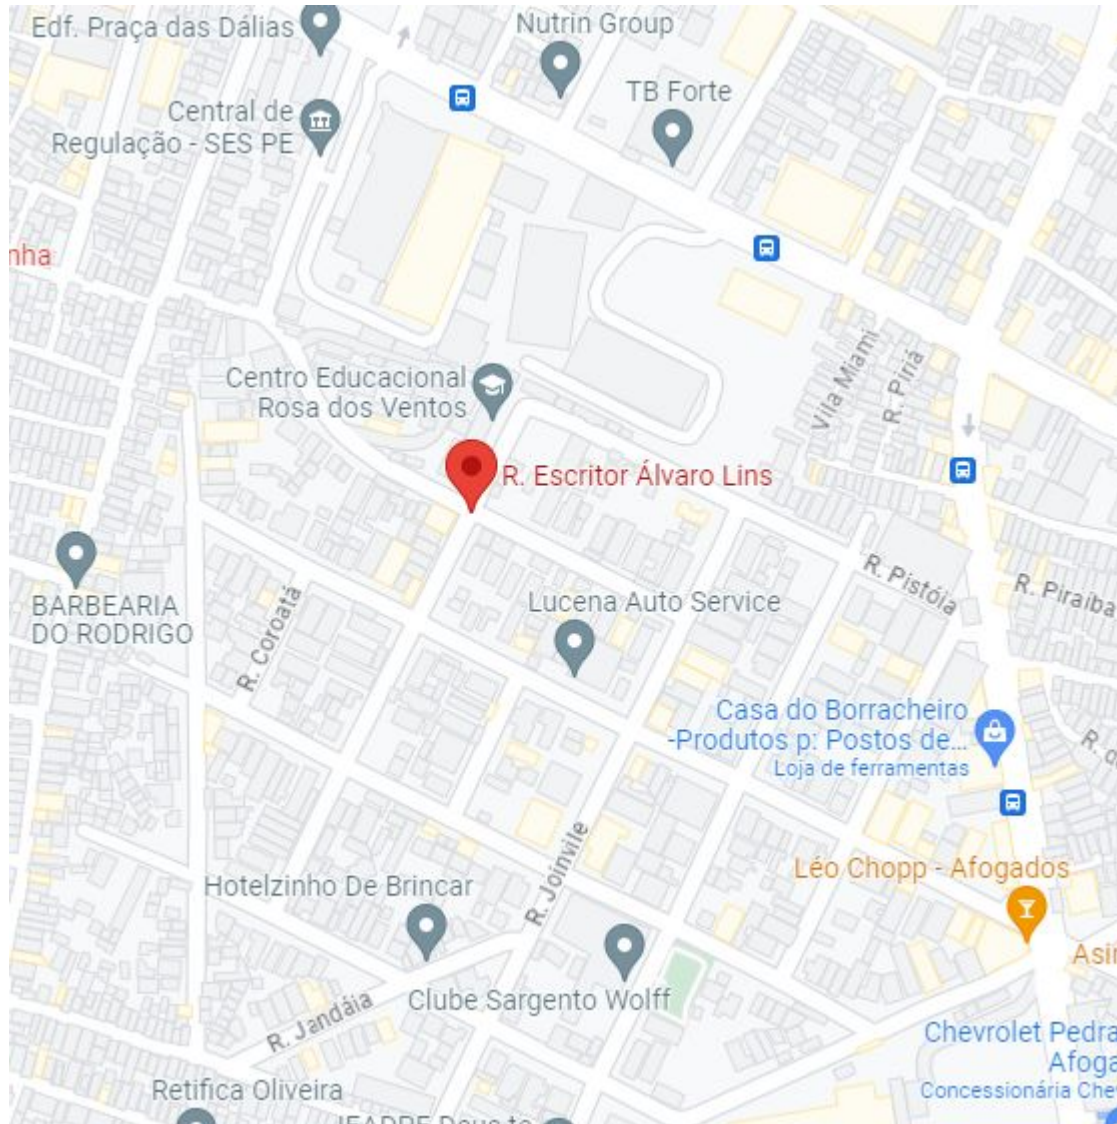 Edf. Praça das Dálias
Nutrin Group
TB Forte
Central de
Regulação - SES PE
nha
Vila Miami
R. Piriá
Centro Educacional
Rosa dos Ventos
R. Escritor Álvaro Lins
R. Pistóia
R. Piraíba
BARBEARIA
DO RODRIGO
R. Coroatá
Lucena Auto Service
Casa do Borracheiro
-Produtos p: Postos de...
Loja de ferramentas
R. d
Léo Chopp - Afogados
Hotelzinho De Brincar
R. Joinvile
Asi
Clube Sargento Wolff
R. Jandáia
Chevrolet Pedra
Afoga
Concessionária Che
Retifica Oliveira